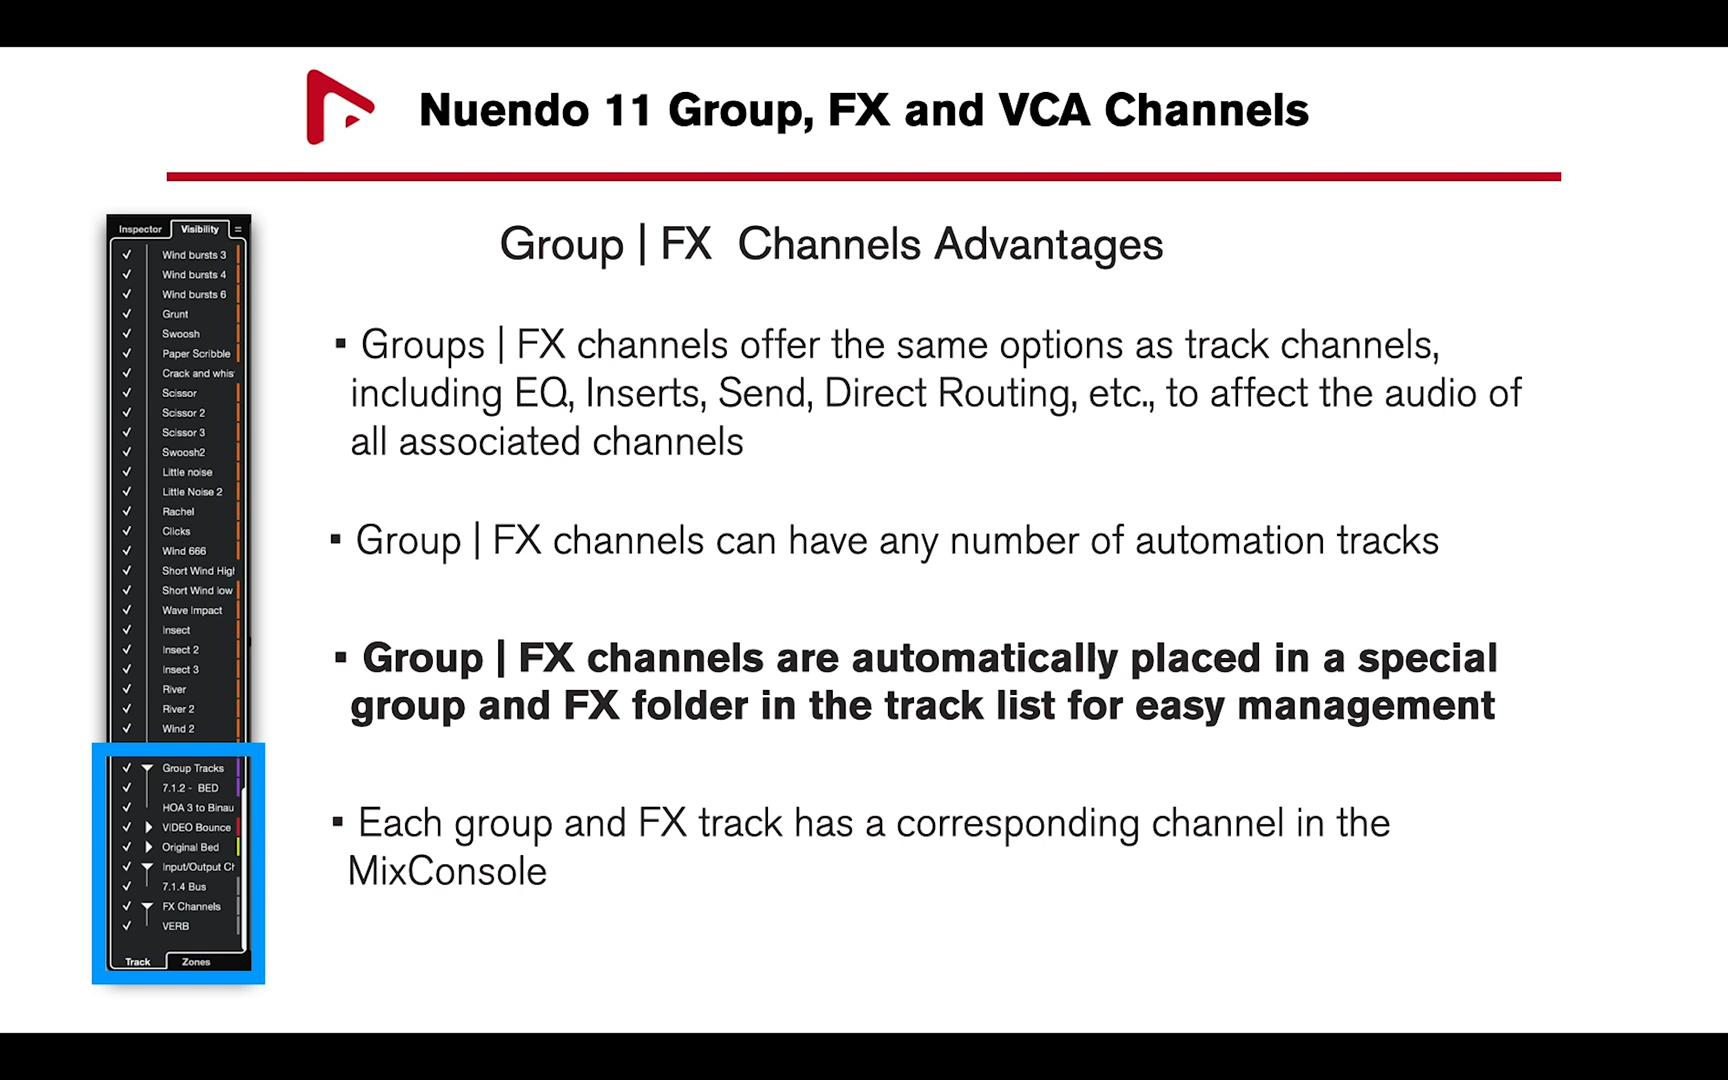 Nuendo 11 Group, FX and VCA Channels
Inspector
Visibility
Wind bursts 3
Wind bursts 4
Wind bursts 6
Grunt
Swoosh
Paper Scribble
Crack and whis
Scissor
Scissor 2
Scissor 3
Swoosh2
Little noise
Little Noise 2
Rachel
Clicks
Wind 666
Short Wind High
Short Wind low
Wave Impact
Insect
Insect 2
Insect 3
River
River 2
Wind 2
Group Tracks
7.1.2 - BED
HOA 3 to Binau
VIDEO Bounce
Original Bed
Input/Output Ch
7.1.4 Bus
FX Channels
VERB
Track
Zones
Group | FX Channels Advantages
▪ Groups | FX channels offer the same options as track channels,
including EQ, Inserts, Send, Direct Routing, etc., to affect the audio of
all associated channels
▪ Group | FX channels can have any number of automation tracks
▪ Group | FX channels are automatically placed in a special
group and FX folder in the track list for easy management
▪ Each group and FX track has a corresponding channel in the
MixConsole